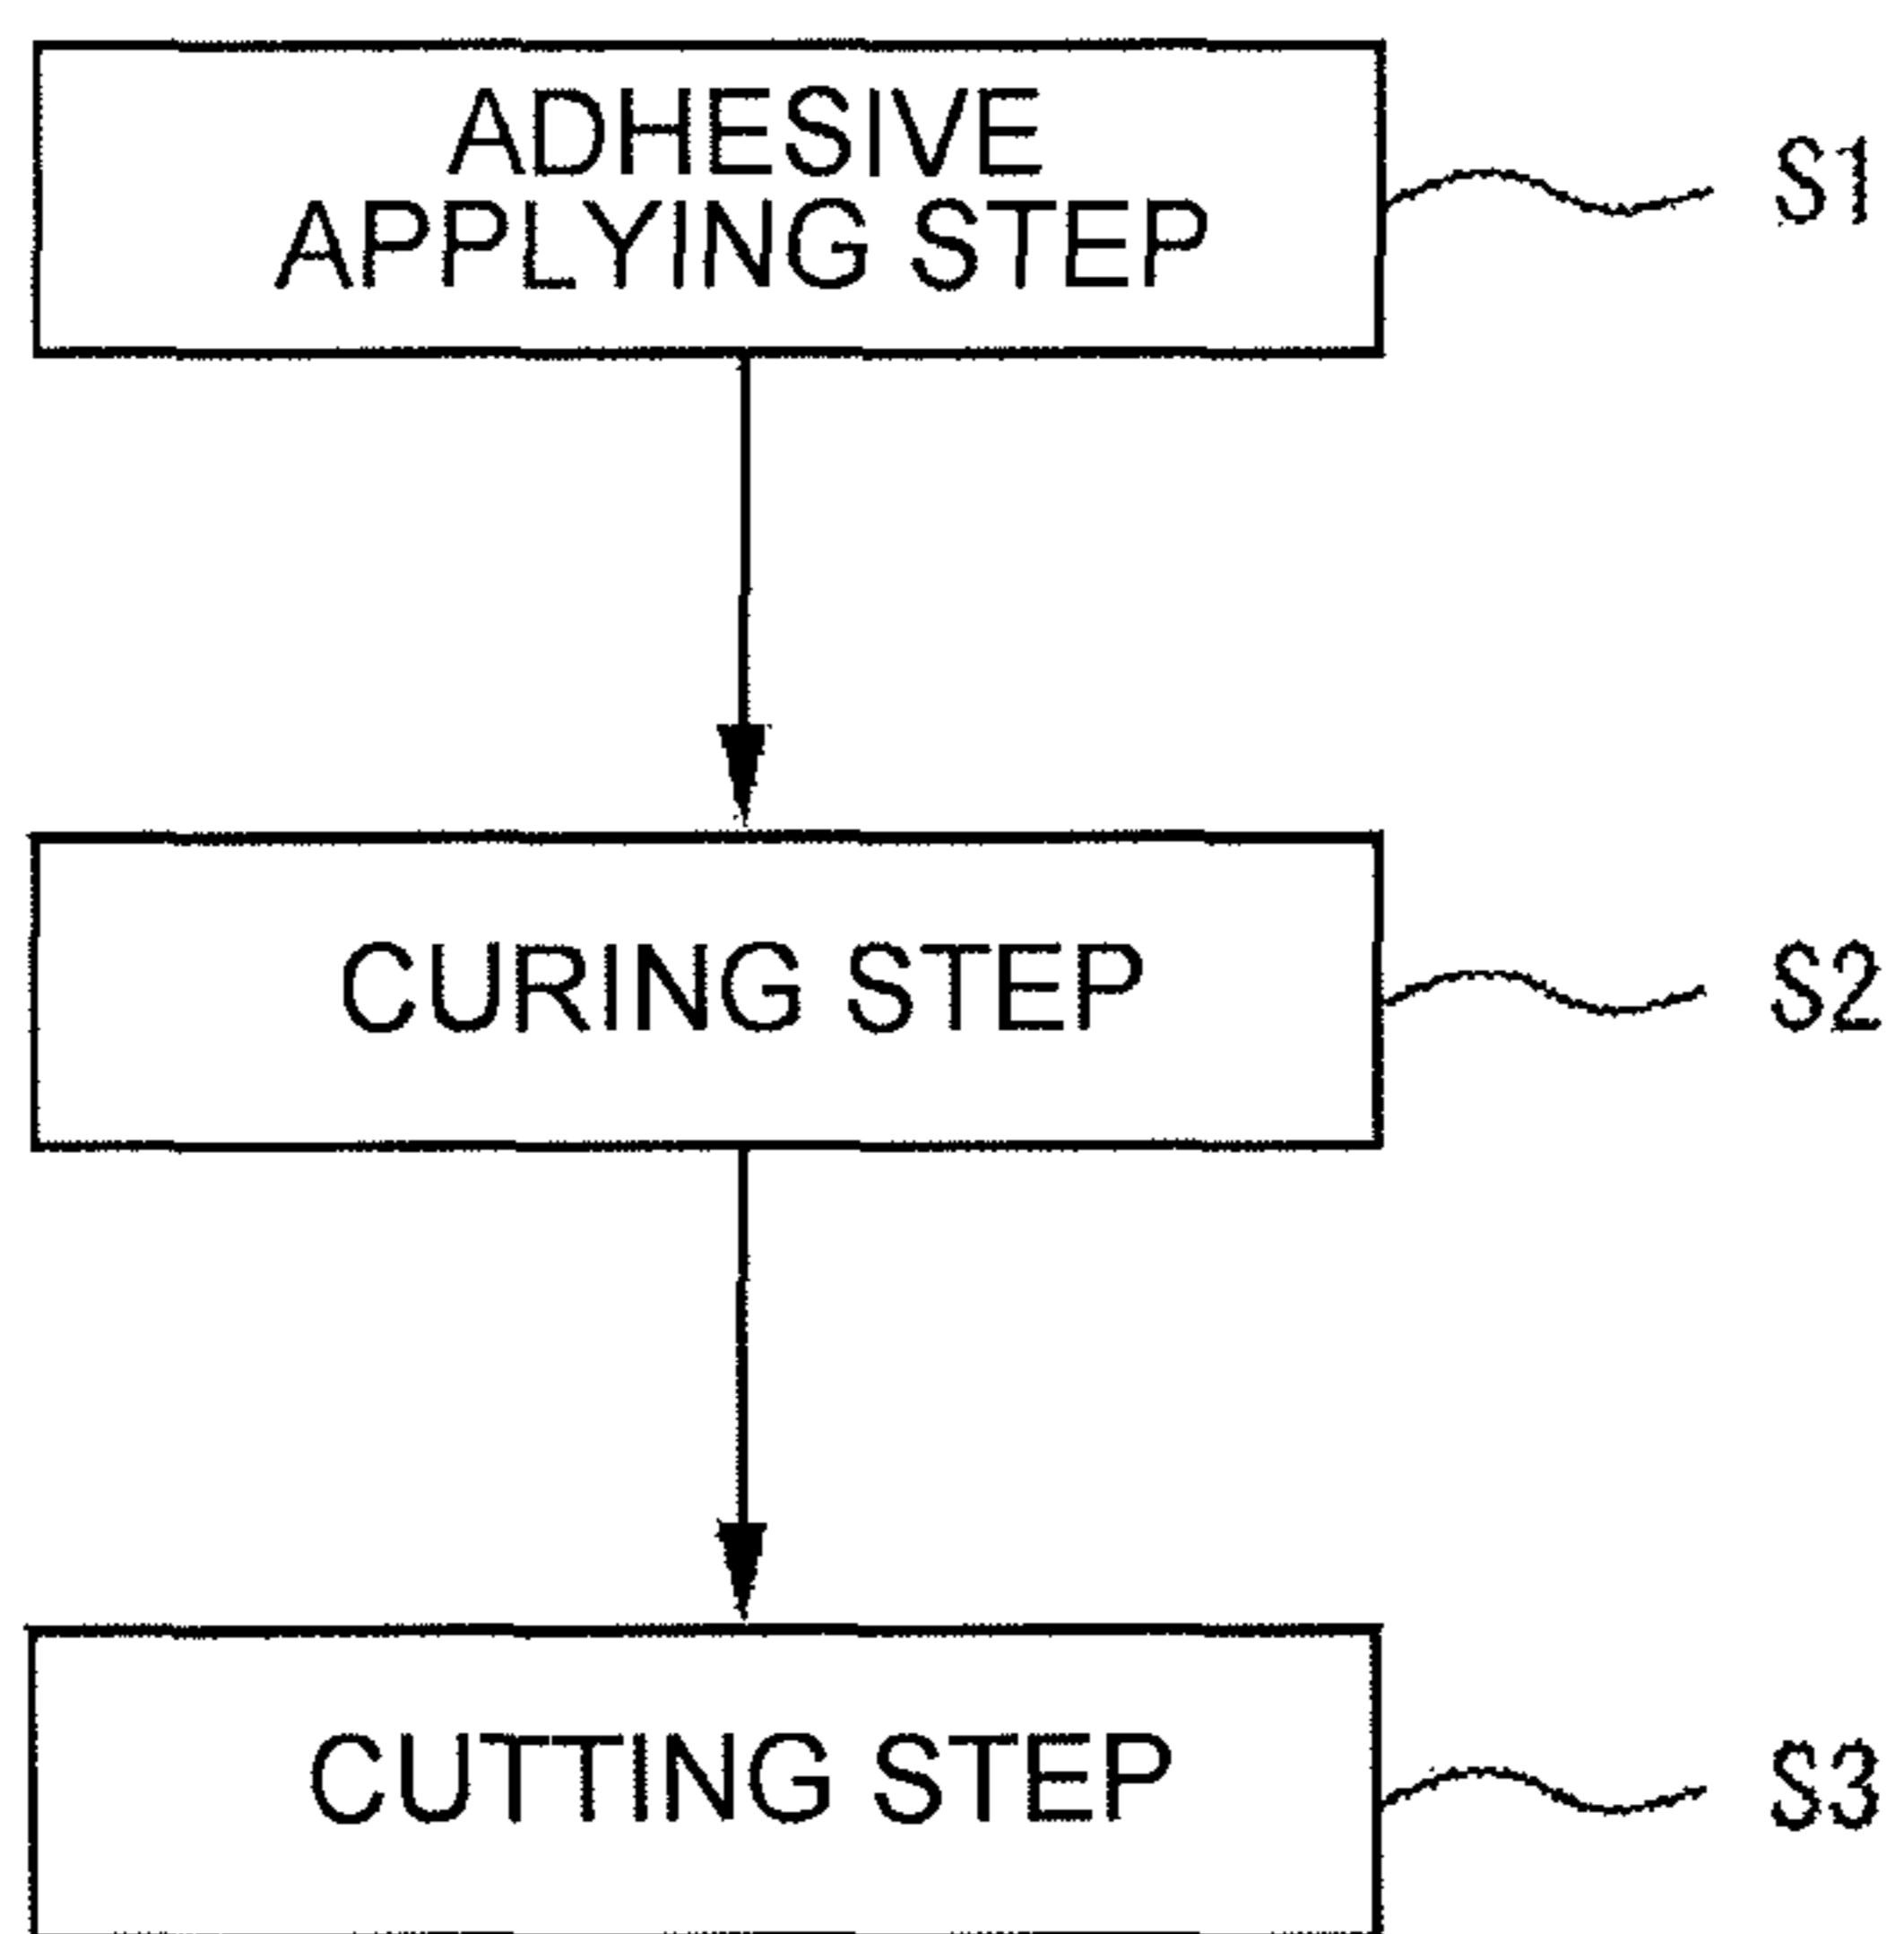 ADHESIVE
APPLYING STEP
S1
CURING STEP
S2
CUTTING STEP
S3